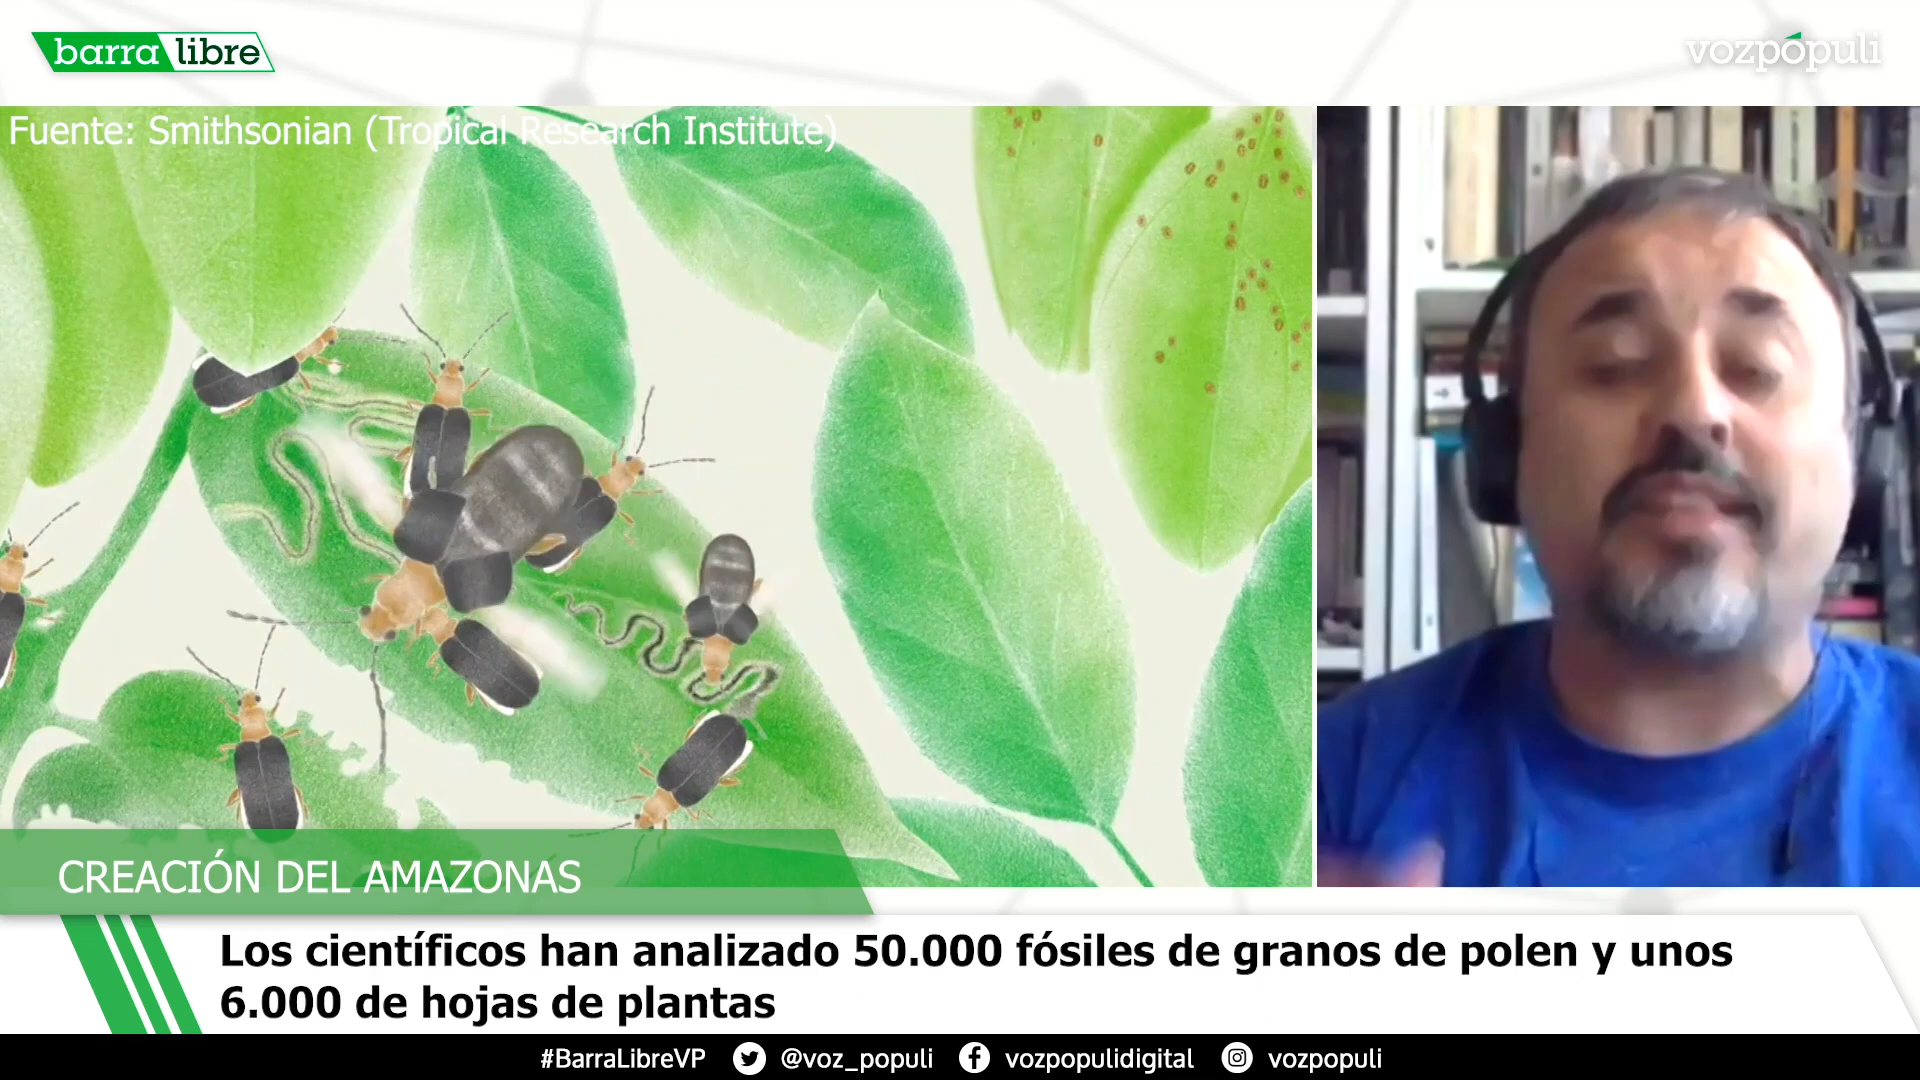 barra libre
vozpópuli
Fuente: Smithsonian (Tropical Research Institute)
CREACIÓN DEL AMAZONAS
Los científicos han analizado 50.000 fósiles de granos de polen y unos
6.000 de hojas de plantas
#BarraLibreVP @voz_populi vozpopulidigital vozpopuli